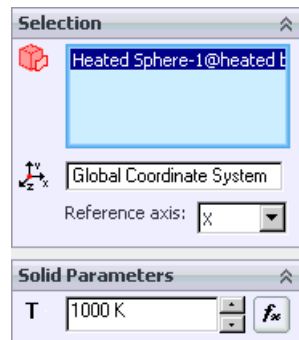 Selection
Heated Sphere-1@heated b
Global Coordinate System
Reference axis: X
Solid Parameters
T 1000 K